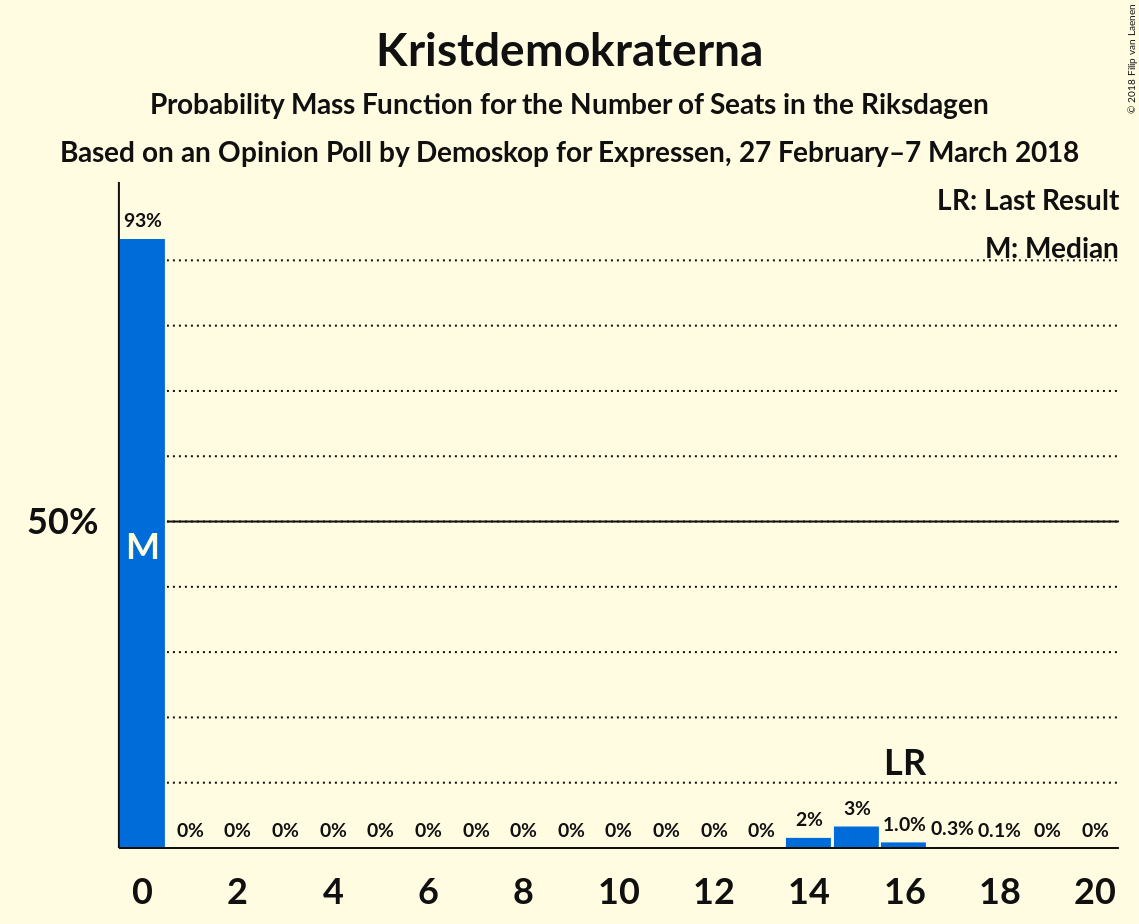 Kristdemokraterna
Probability Mass Function for the Number of Seats in the Riksdagen
Based on an Opinion Poll by Demoskop for Expressen, 27 February–7 March 2018
© 2018 Filip van Laenen
LR: Last Result
M: Median
93%
50%
M
LR
0% 0% 0% 0% 0% 0% 0% 0% 0% 0% 0% 0% 0% 2% 3% 1.0% 0.3% 0.1% 0% 0%
0 2 4 6 8 10 12 14 16 18 20